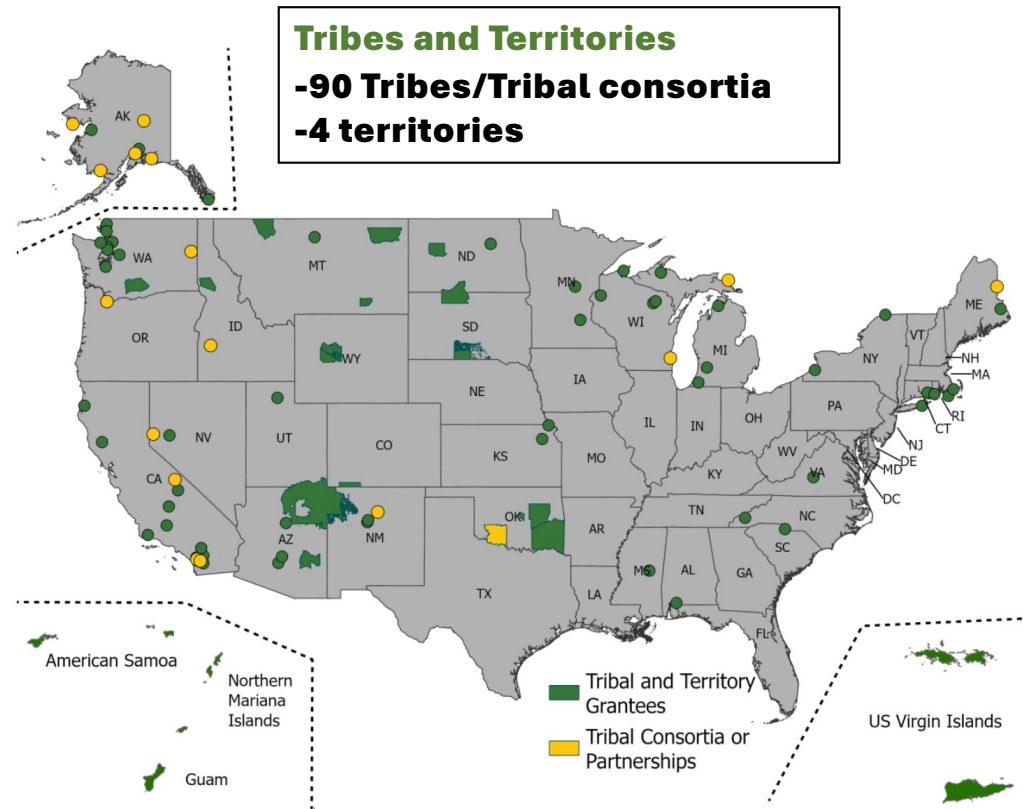 Tribes and Territories
-90 Tribes/Tribal consortia
-4 territories
AK
WA
MT
ND
MN
ME
OR
ID
WY
SD
WI
MI
NY
VT
NH
MA
RI
CT
NE
IA
PA
NJ
DE
MD
DC
NV
UT
CO
KS
MO
IL
IN
OH
WV
VA
KY
CA
AZ
NM
OK
AR
TN
NC
SC
TX
LA
MS
AL
GA
FL
American Samoa
Northern
Mariana
Islands
Guam
Tribal and Territory
Grantees
Tribal Consortia or
Partnerships
US Virgin Islands